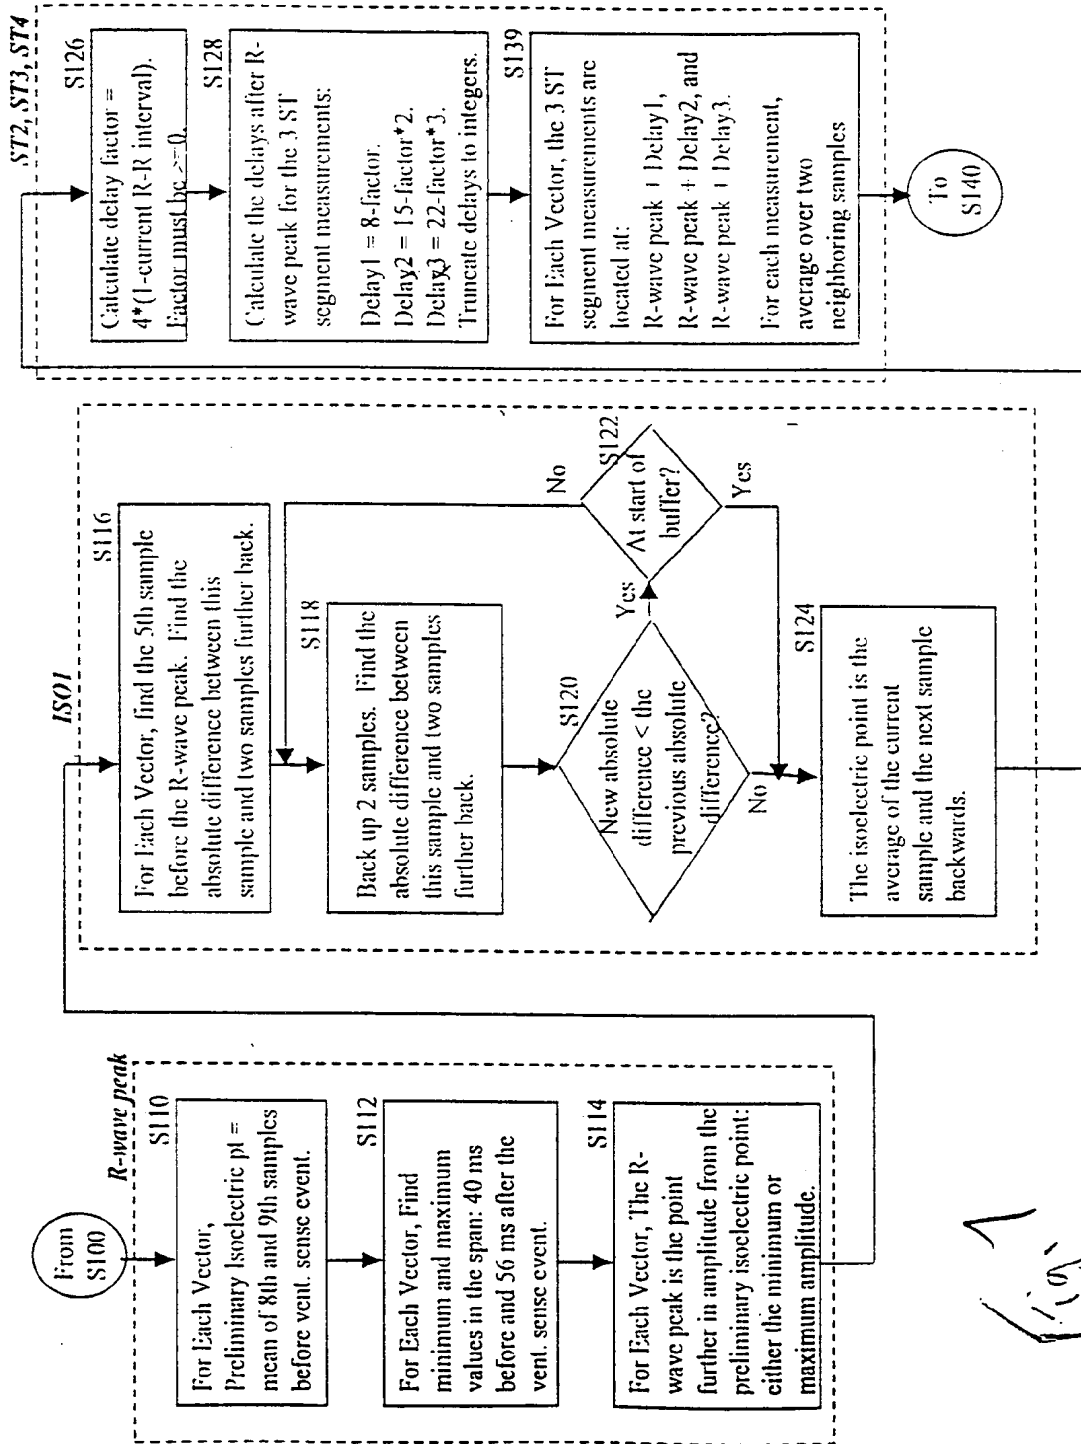 From
S100
R-wave peak
S110
For Each Vector,
Preliminary Isoelectric pt =
mean of 8th and 9th samples
before vent. sense event.
S112
For Each Vector, Find
minimum and maximum
values in the span: 40 ms
before and 56 ms after the
vent. sense event.
S114
For Each Vector, The R-
wave peak is the point
further in amplitude from the
preliminary isoelectric point:
either the minimum or
maximum amplitude.
ISO1
S116
For Each Vector, find the 5th sample
before the R-wave peak. Find the
absolute difference between this
sample and two samples further back.
S118
Back up 2 samples. Find the
absolute difference between
this sample and two samples
further back.
S120
New absolute
difference < the
previous absolute
difference?
Yes
No
S122
At start of
buffer?
No
Yes
S124
The isoelectric point is the
average of the current
sample and the next sample
backwards.
ST2, ST3, ST4
S126
Calculate delay factor =
4*(1-current R-R interval).
Factor must be >=0.
S128
Calculate the delays after R-
wave peak for the 3 ST
segment measurements:
Delay1 = 8-factor.
Delay2 = 15-factor*2.
Delay3 = 22-factor*3.
Truncate delays to integers.
S139
For Each Vector, the 3 ST
segment measurements are
located at:
R-wave peak + Delay1,
R-wave peak + Delay2, and
R-wave peak + Delay3.
For each measurement,
average over two
neighboring samples
To
S140